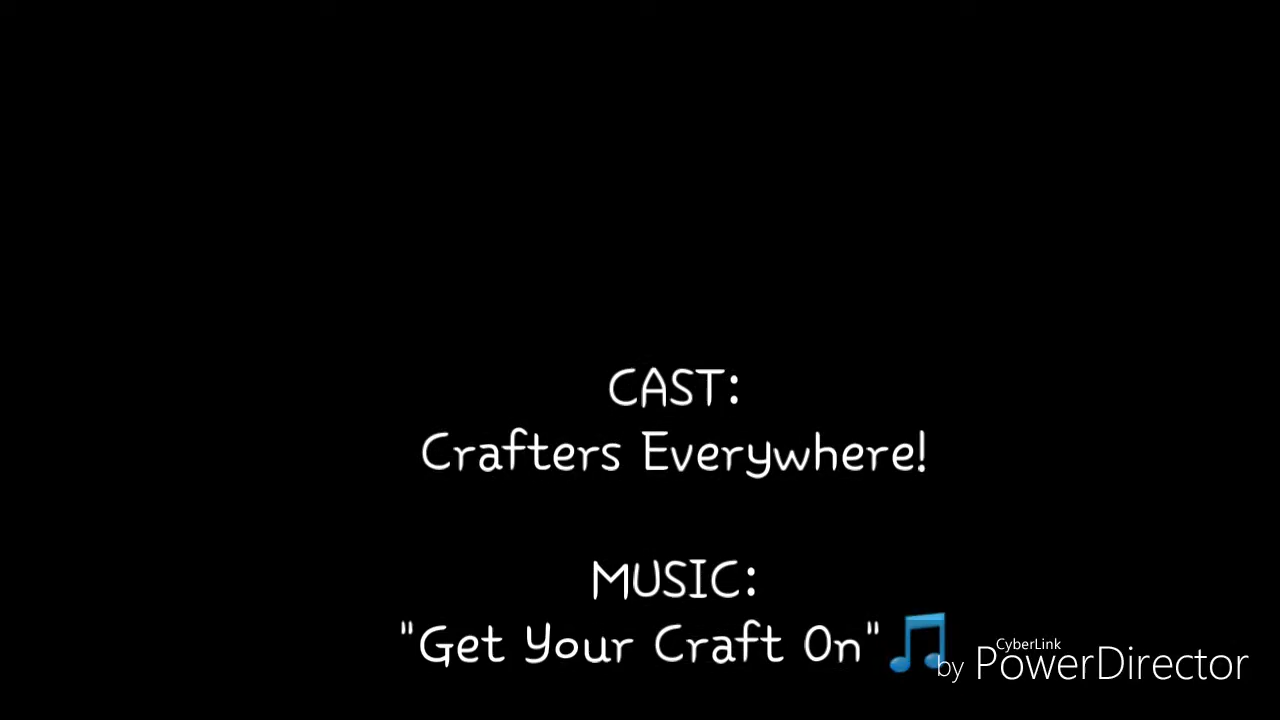 CAST:
Crafters Everywhere!
MUSIC:
"Get Your Craft On"🎵
CyberLink
by PowerDirector